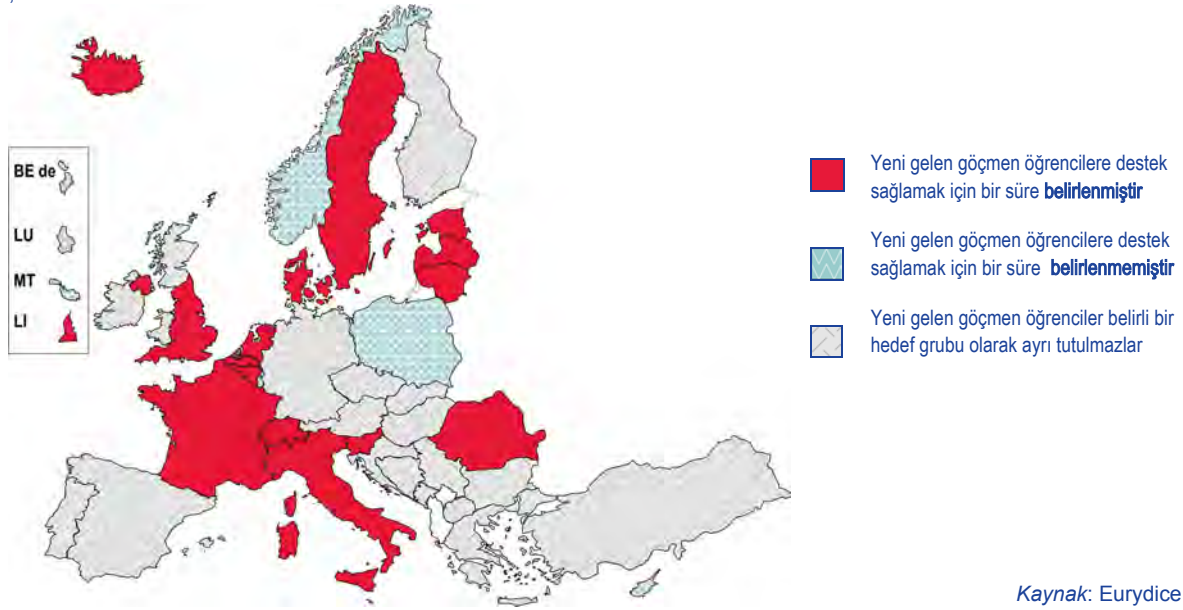 BE de
LU
MT
LI
Yeni gelen göçmen öğrencilere destek
sağlamak için bir süre belirlenmiştir
Yeni gelen göçmen öğrencilere destek
sağlamak için bir süre belirlenmemiştir
Yeni gelen göçmen öğrenciler belirli bir
hedef grubu olarak ayrı tutulmazlar
Kaynak: Eurydice